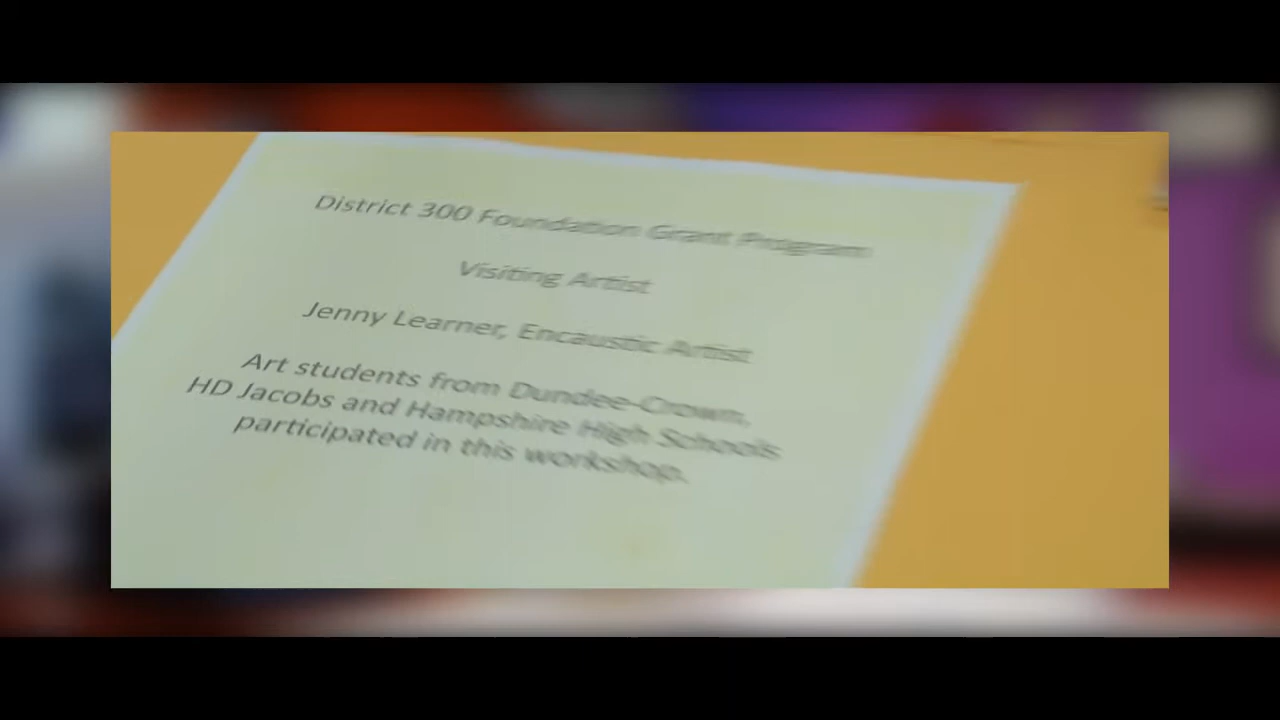 District 300 Foundation Grant Program
Visiting Artist
Jenny Learner, Encaustic Artist
Art students from Dundee-Crown,
HD Jacobs and Hampshire High Schools
participated in this workshop.